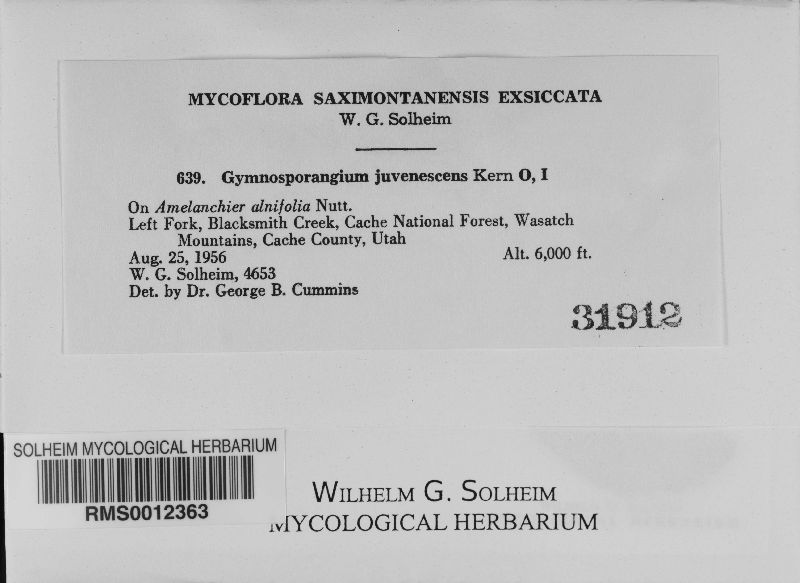 MYCOFLORA SAXIMONTANENSIS EXSICCATA
W. G. Solheim
639. Gymnosporangium juvenescens Kern O, I
On Amelanchier alnifolia Nutt.
Left Fork, Blacksmith Creek, Cache National Forest, Wasatch
Mountains, Cache County, Utah
Aug. 25, 1956 Alt. 6,000 ft.
W. G. Solheim, 4653
Det. by Dr. George B. Cummins
31912
SOLHEIM MYCOLOGICAL HERBARIUM
RMS0012363
WILHELM G. SOLHEIM
MYCOLOGICAL HERBARIUM